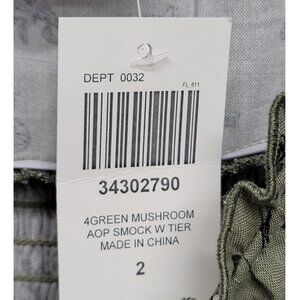 DEPT 0032
FL 611
34302790
4GREEN MUSHROOM
AOP SMOCK W TIER
MADE IN CHINA
2